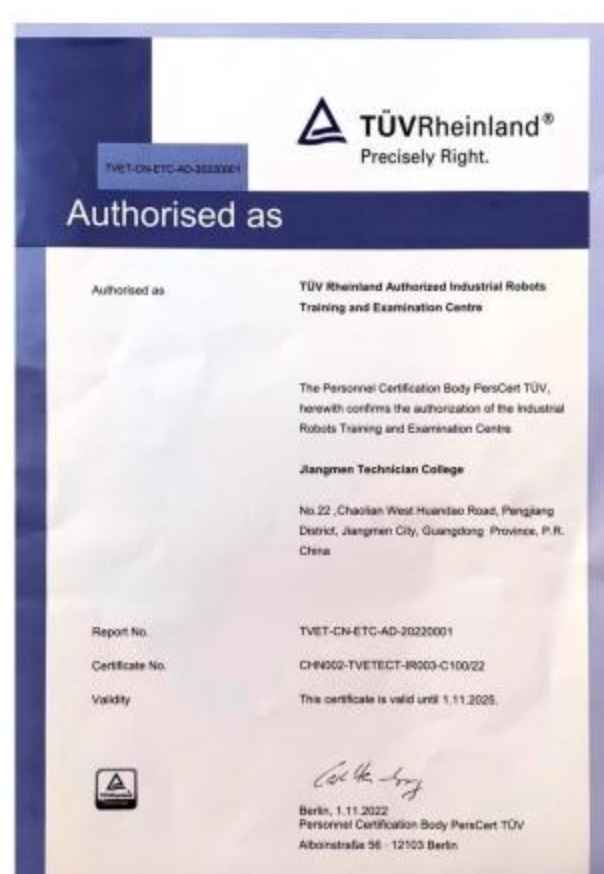 TÜVRheinland®
Precisely Right.
TVET-CN-ETC-AD-20220001
Authorised as
Authorised as
TÜV Rheinland Authorized Industrial Robots
Training and Examination Centre
The Personnel Certification Body PersCert TÜV,
herewith confirms the authorization of the Industrial
Robots Training and Examination Centre
Jiangmen Technician College
No.22 ,Chaolian West Huandao Road, Pengjiang
District, Jiangmen City, Guangdong Province, P.R.
China
Report No.
TVET-CN-ETC-AD-20220001
Certificate No.
CHN002-TVETECT-IR003-C100/22
Validity
This certificate is valid until 1.11.2025.
TÜVRheinland
Berlin, 1.11.2022
Personnel Certification Body PersCert TÜV
Alboinstraße 56 - 12103 Berlin